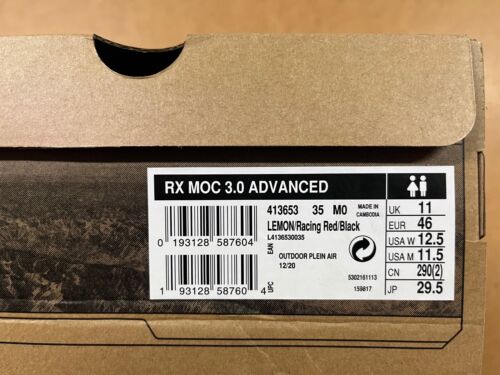 RX MOC 3.0 ADVANCED
413653 35 M0
MADE IN
CAMBODIA
LEMON/Racing Red/Black
L4136530035
0 193128 587604
EAN
OUTDOOR PLEIN AIR
12/20
1 93128 58760 4
UPC
5302161113
159817
UK 11
EUR 46
USA W 12.5
USA M 11.5
CN 290(2)
JP 29.5